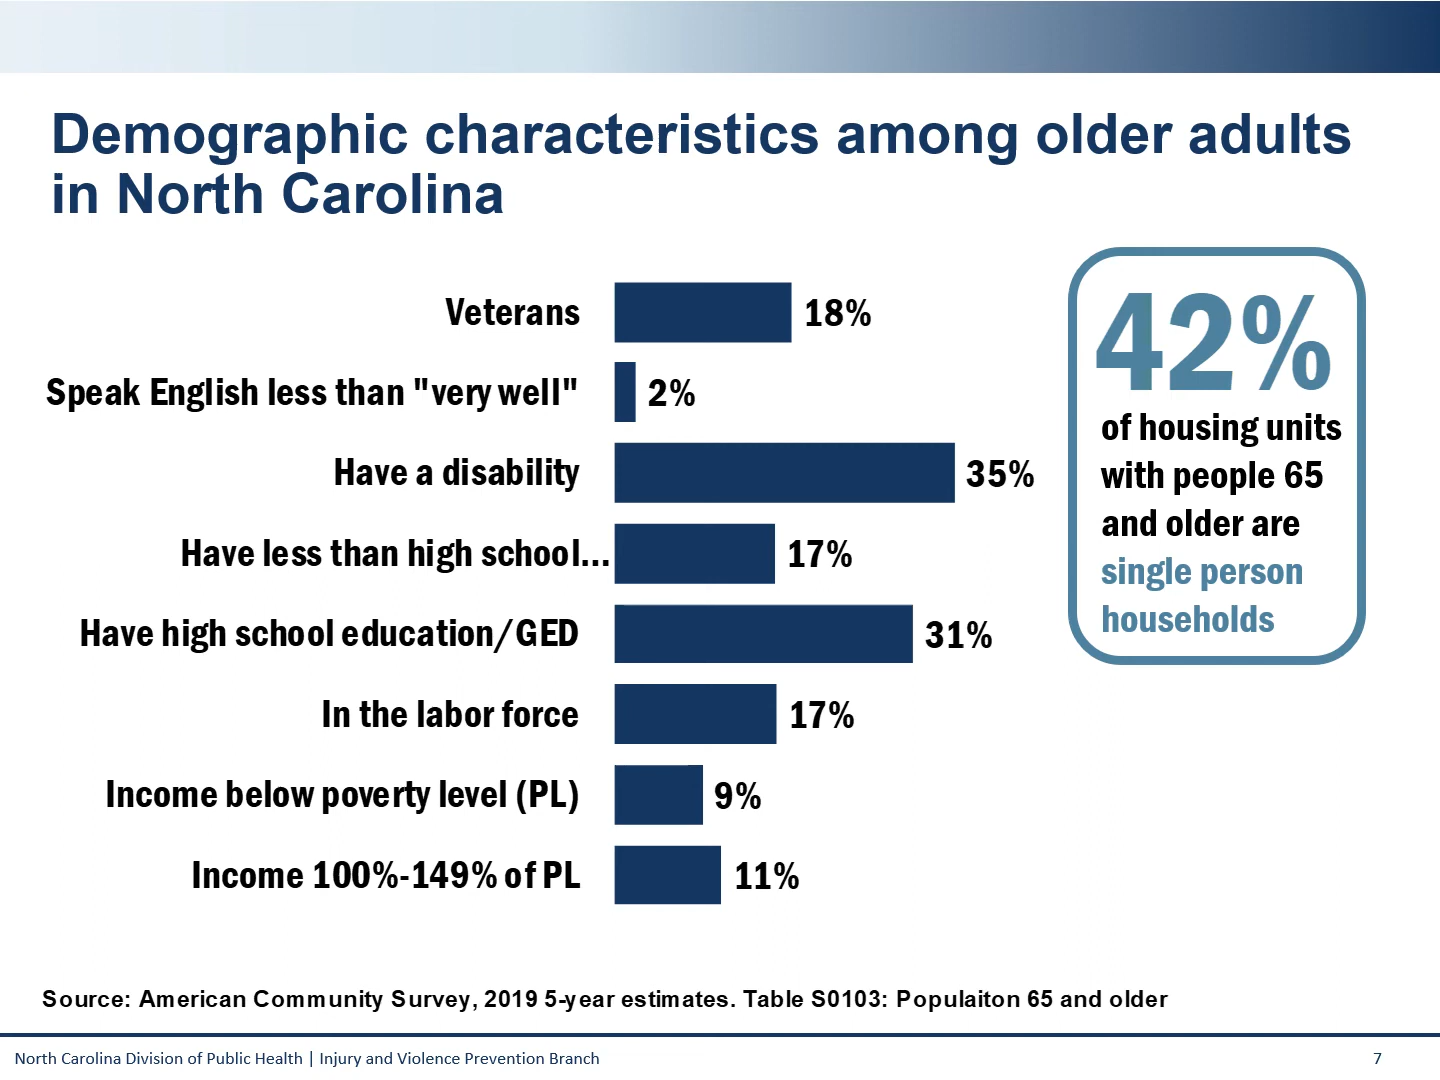 Demographic characteristics among older adults
in North Carolina
Veterans 18%
Speak English less than "very well" 2%
Have a disability 35%
Have less than high school... 17%
Have high school education/GED 31%
In the labor force 17%
Income below poverty level (PL) 9%
Income 100%-149% of PL 11%
42%
of housing units
with people 65
and older are
single person
households
Source: American Community Survey, 2019 5-year estimates. Table S0103: Populaiton 65 and older
North Carolina Division of Public Health | Injury and Violence Prevention Branch 7